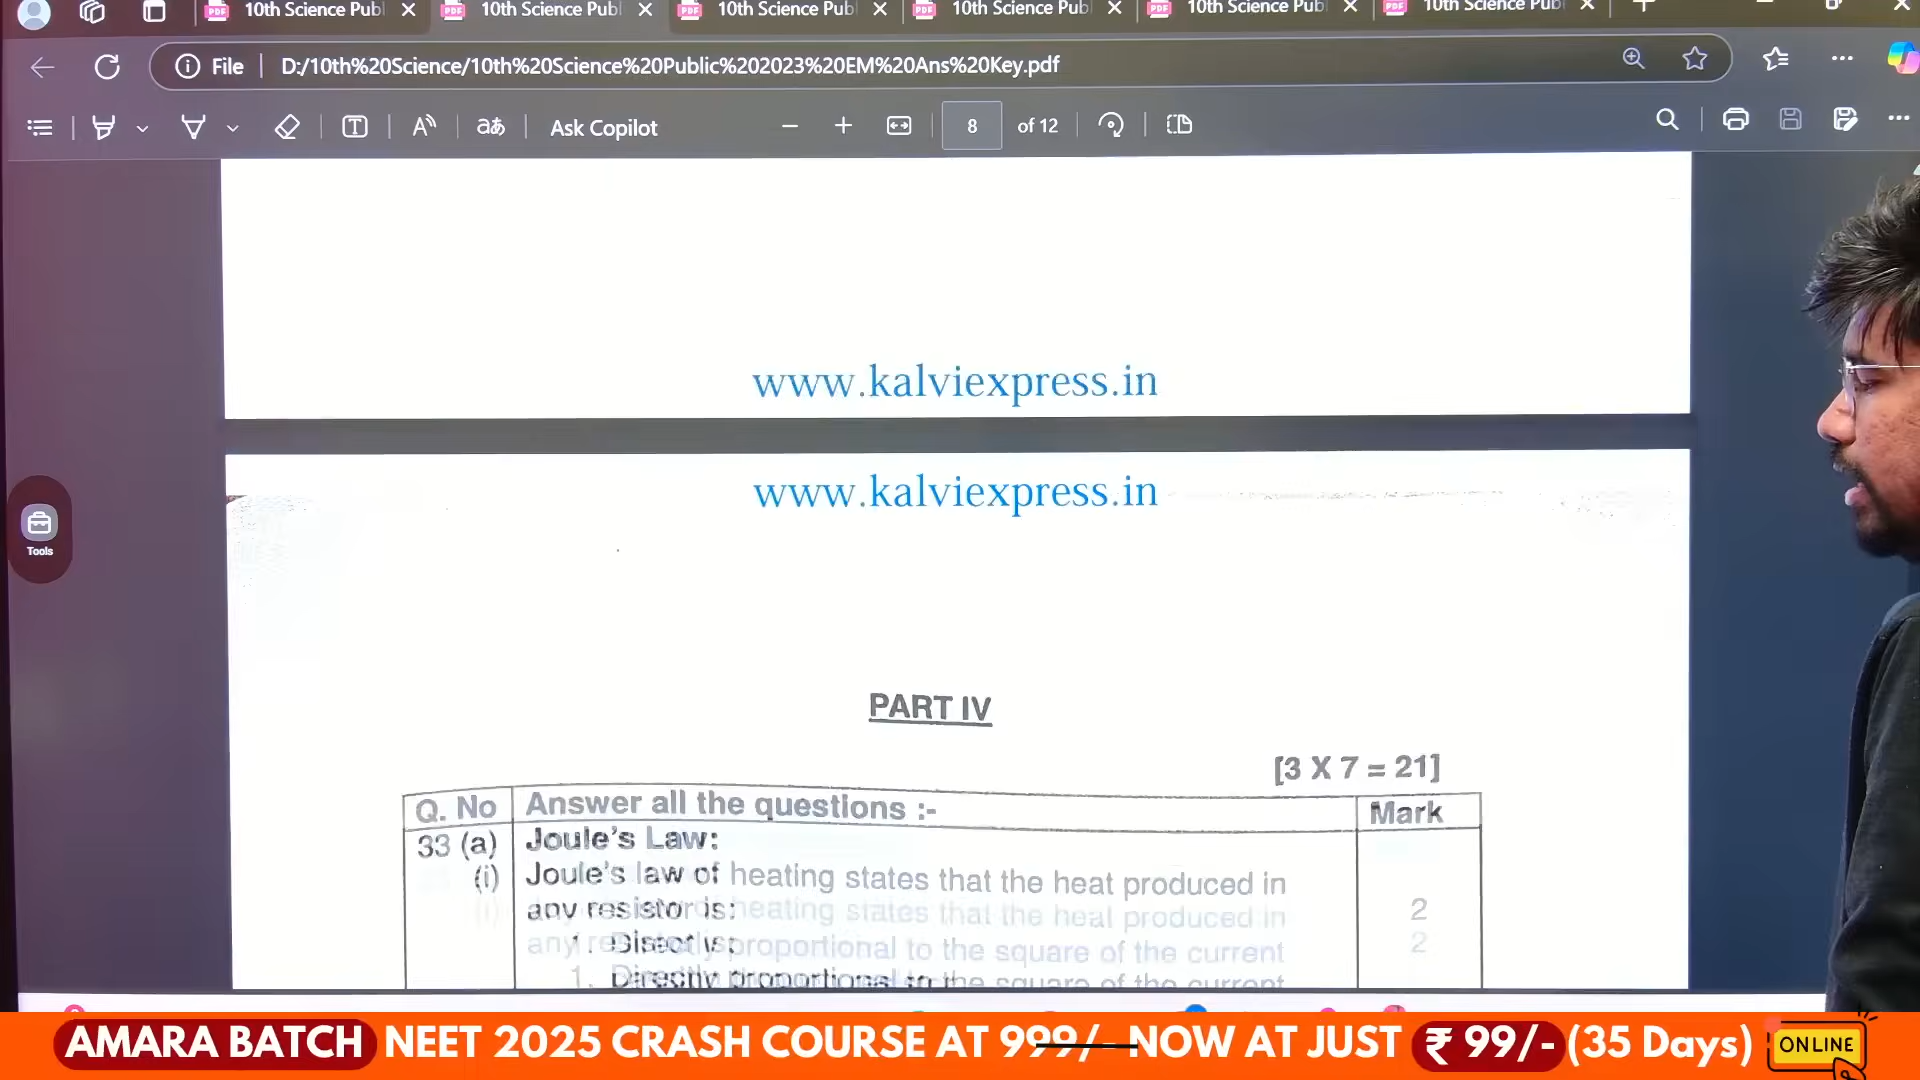 10th Science Publ
10th Science Publ
10th Science Publ
10th Science Publ
10th Science Publ
10th Science Publ
File
D:/10th%20Science/10th%20Science%20Public%202023%20EM%20Ans%20Key.pdf
Ask Copilot
8 of 12
www.kalviexpress.in
www.kalviexpress.in
Tools
PART IV
[3 X 7 = 21]
Q. No Answer all the questions :- Mark
33 (a) Joule's Law:
(i) Joule's law of heating states that the heat produced in
any resistor is: 2
1. Directly proportional to the square of the current
AMARA BATCH NEET 2025 CRASH COURSE AT 999/- NOW AT JUST ₹ 99/- (35 Days) ONLINE